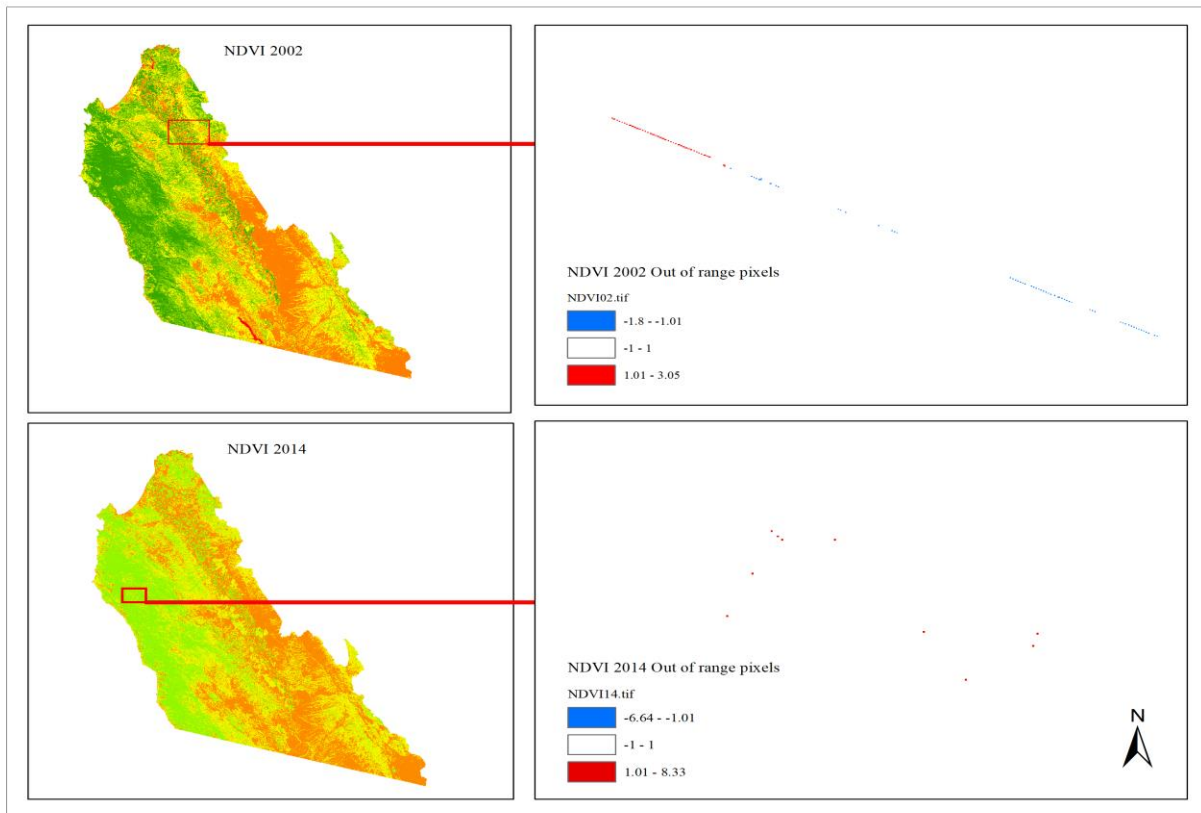 NDVI 2002
NDVI 2002 Out of range pixels
NDVI02.tif
-1.8 - -1.01
-1 - 1
1.01 - 3.05
NDVI 2014
NDVI 2014 Out of range pixels
NDVI14.tif
-6.64 - -1.01
-1 - 1
1.01 - 8.33
N